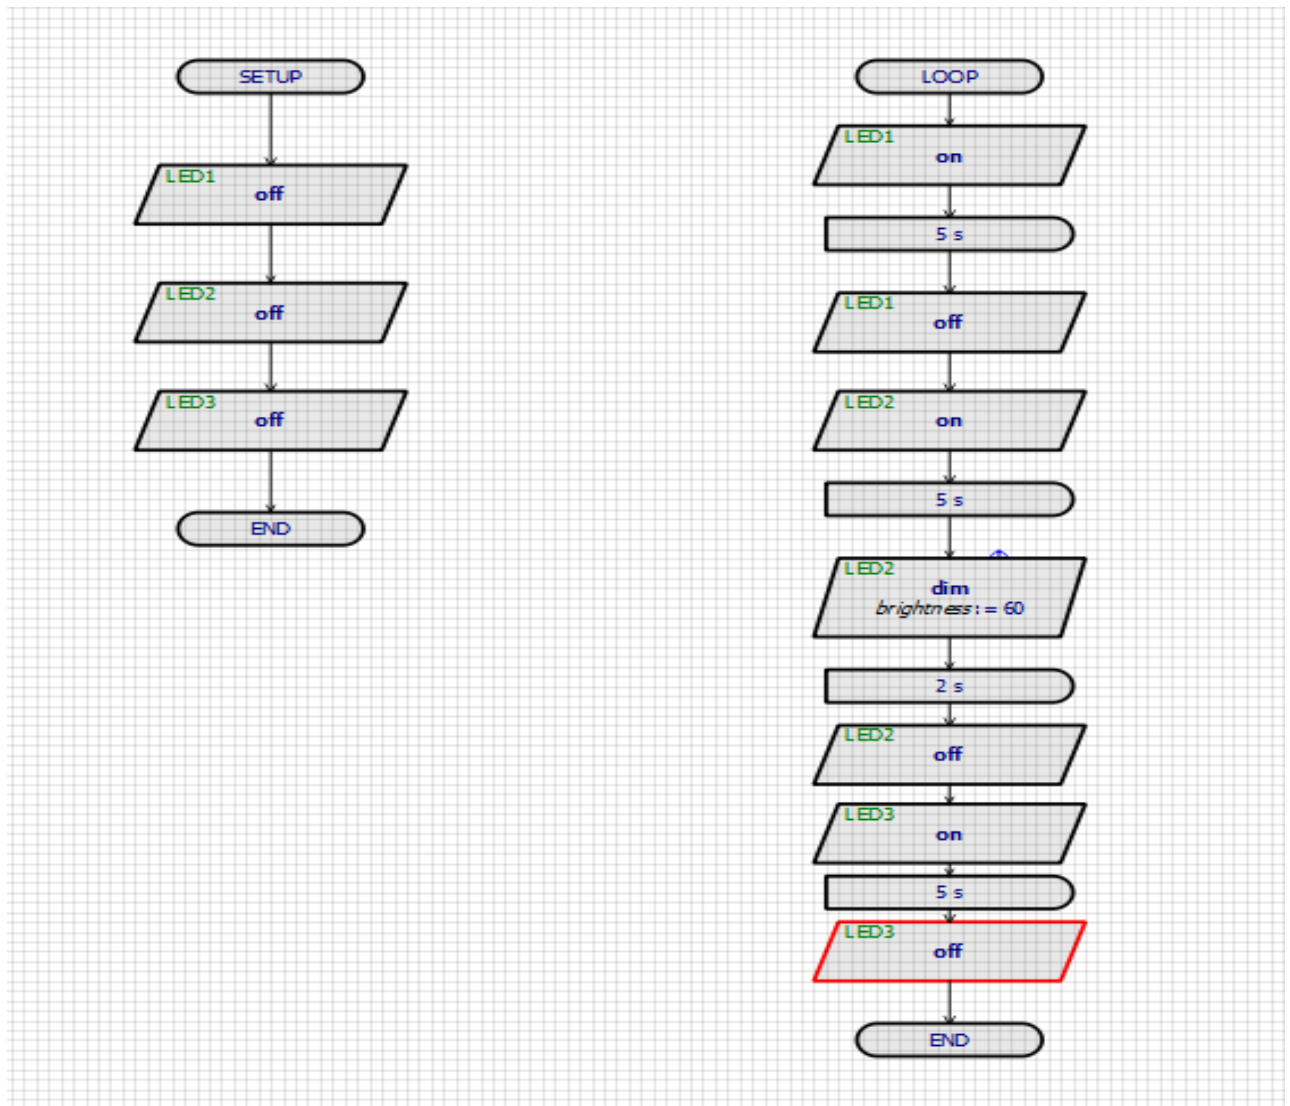 SETUP
LED1
off
LED2
off
LED3
off
END
LOOP
LED1
on
5 s
LED1
off
LED2
on
5 s
LED2
dim
brightness:= 60
2 s
LED2
off
LED3
on
5 s
LED3
off
END